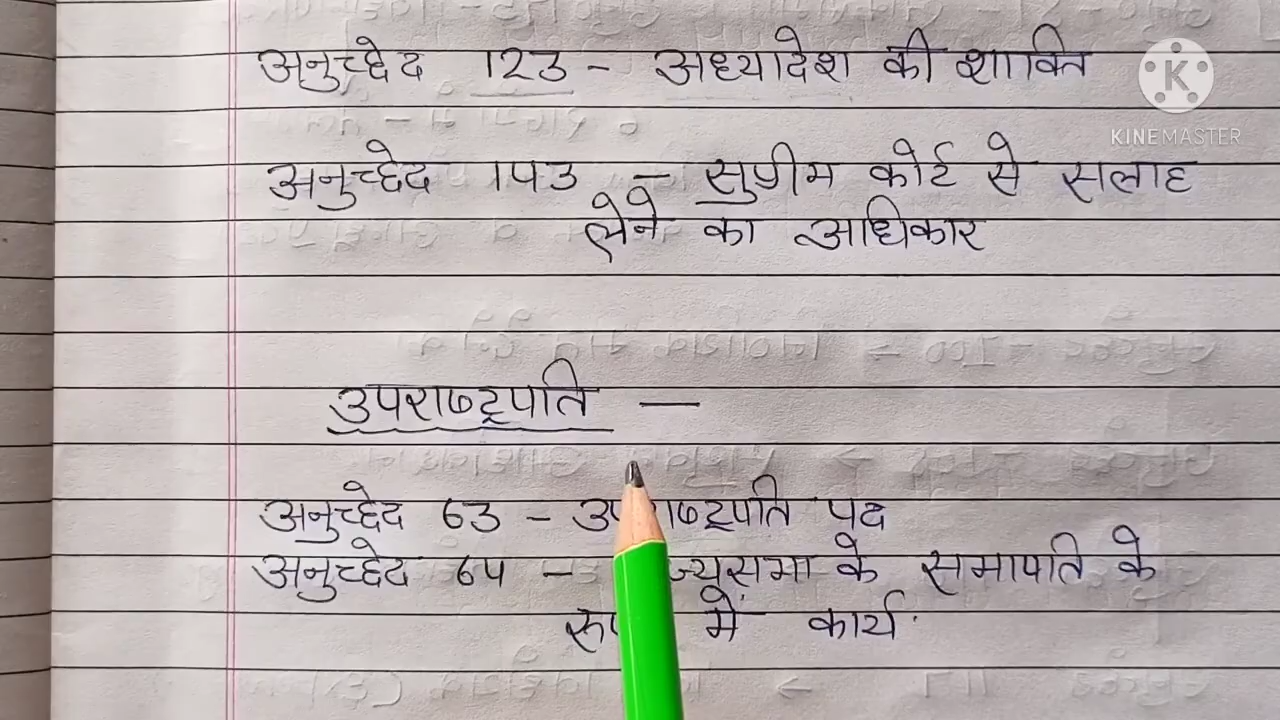 अनुच्छेद 123 - अध्यादेश की शक्ति
K
KINEMASTER
अनुच्छेद 143 - सुप्रीम कोर्ट से सलाह
लेने का अधिकार
उपराष्ट्रपति —
अनुच्छेद 63 - उपराष्ट्रपति पद
अनुच्छेद 64 - राज्यसभा के सभापति के
रूप में कार्य.